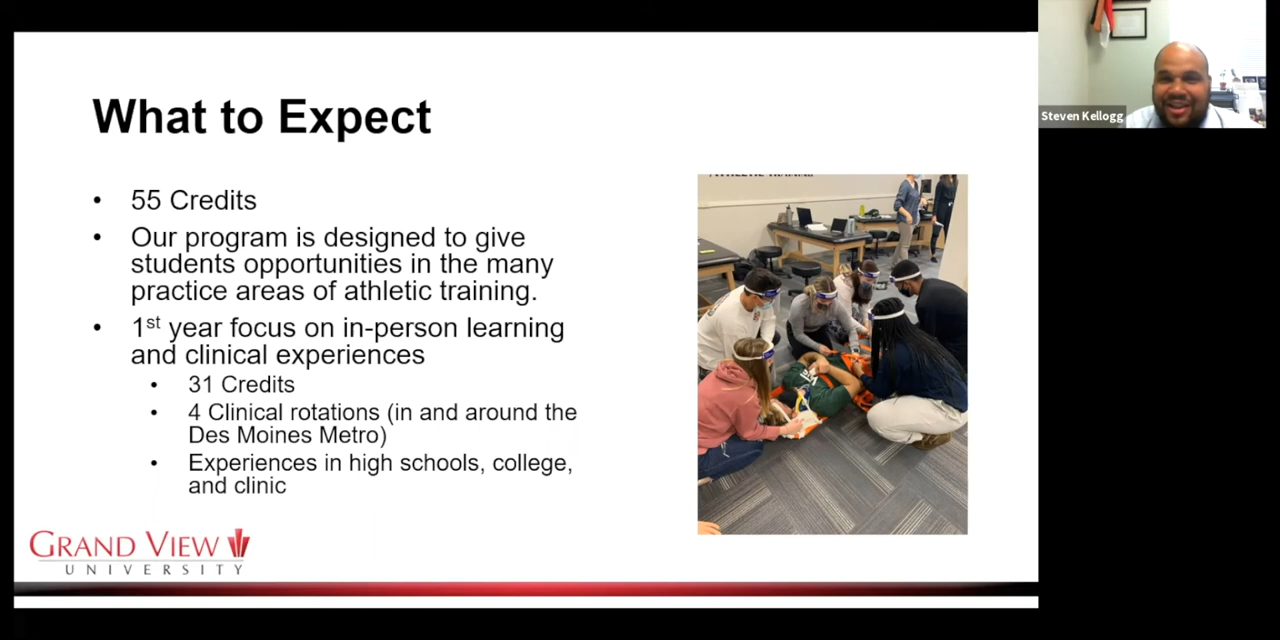 What to Expect
• 55 Credits
• Our program is designed to give
students opportunities in the many
practice areas of athletic training.
• 1st year focus on in-person learning
and clinical experiences
• 31 Credits
• 4 Clinical rotations (in and around the
Des Moines Metro)
• Experiences in high schools, college,
and clinic
GRAND VIEW
UNIVERSITY
Steven Kellogg